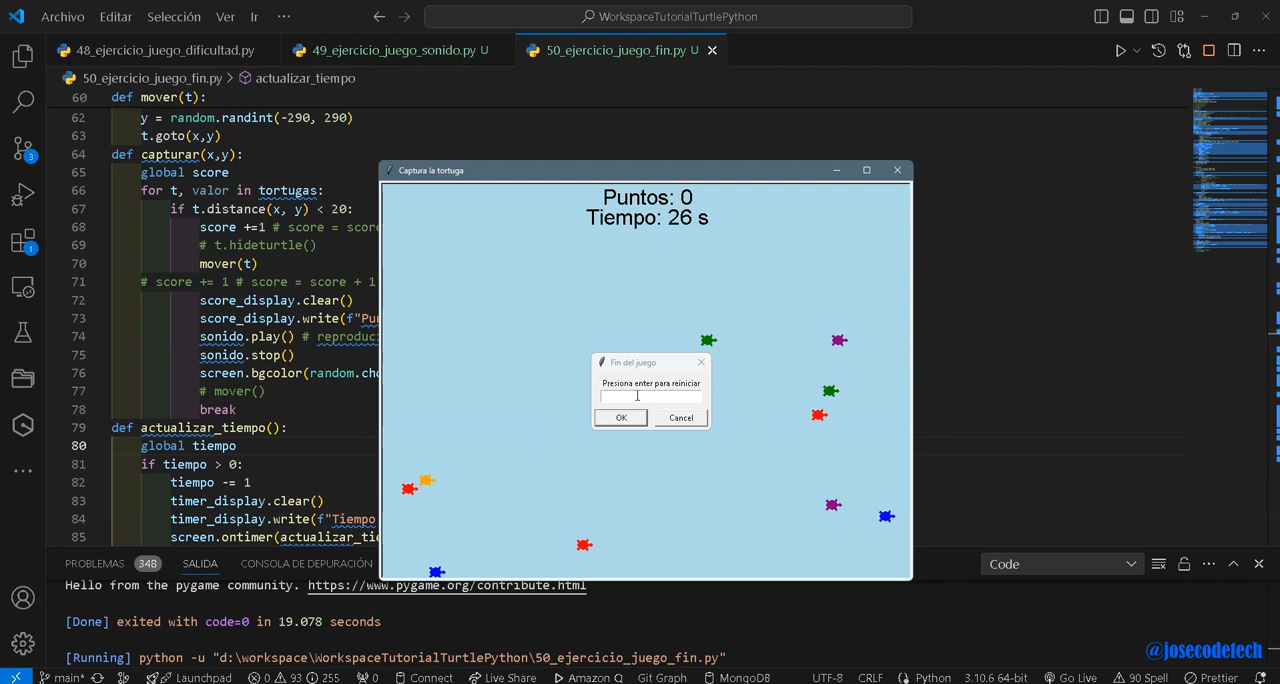 Archivo Editar Selección Ver Ir ··· WorkspaceTutorialTurtlePython
48_ejercicio_juego_dificultad.py 49_ejercicio_juego_sonido.py U 50_ejercicio_juego_fin.py U
50_ejercicio_juego_fin.py > actualizar_tiempo
60 def mover(t):
62 y = random.randint(-290, 290)
63 t.goto(x,y)
64 def capturar(x,y):
65 global score
66 for t, valor in tortugas:
67 if t.distance(x, y) < 20:
68 score +=1 # score = scor
69 # t.hideturtle()
70 mover(t)
71 # score += 1 # score = score + 1
72 score_display.clear()
73 score_display.write(f"Pu
74 sonido.play() # reproduc
75 sonido.stop()
76 screen.bgcolor(random.ch
77 # mover()
78 break
79 def actualizar_tiempo():
80 global tiempo
81 if tiempo > 0:
82 tiempo -= 1
83 timer_display.clear()
84 timer_display.write(f"Tiempo
85 screen.ontimer(actualizar_tie
Captura la tortuga
Puntos: 0
Tiempo: 26 s
Fin del juego
Presiona enter para reiniciar
OK Cancel
PROBLEMAS 348 SALIDA CONSOLA DE DEPURACIÓN Code
Hello from the pygame community. https://www.pygame.org/contribute.html
[Done] exited with code=0 in 19.078 seconds
[Running] python -u "d:\workspace\WorkspaceTutorialTurtlePython\50_ejercicio_juego_fin.py"
@josecodetech
main* Launchpad 0 93 255 0 Connect Live Share Amazon Q Git Graph MongoDB UTF-8 CRLF Python 3.10.6 64-bit Go Live 90 Spell Prettier
3
1